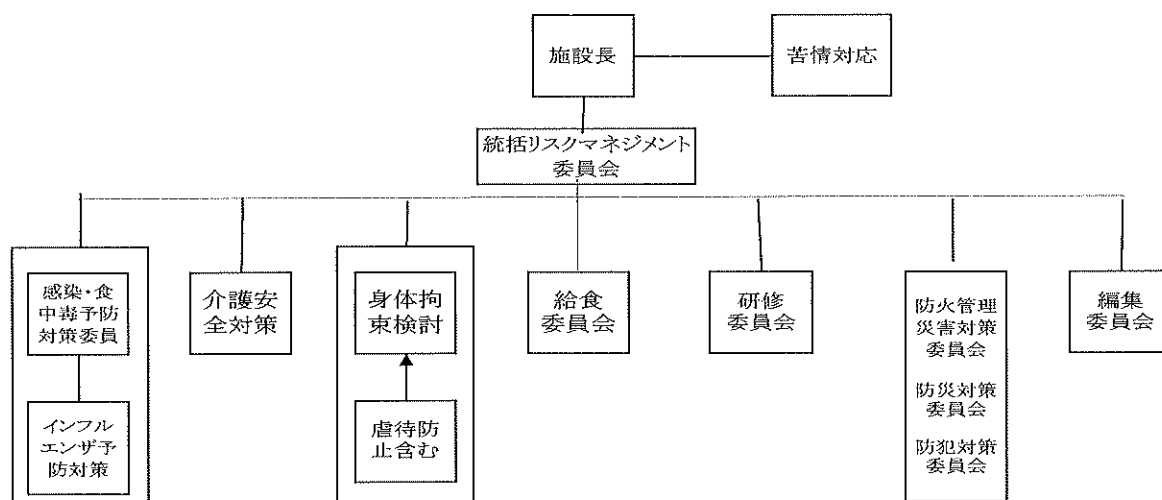 施設長
苦情対応
統括リスクマネジメント
委員会
感染・食
中毒予防
対策委員
インフル
エンザ予
防対策
介護安
全対策
身体拘
束検討
虐待防
止含む
給食
委員会
研修
委員会
防火管理
災害対策
委員会
防災対策
委員会
防犯対策
委員会
編集
委員会